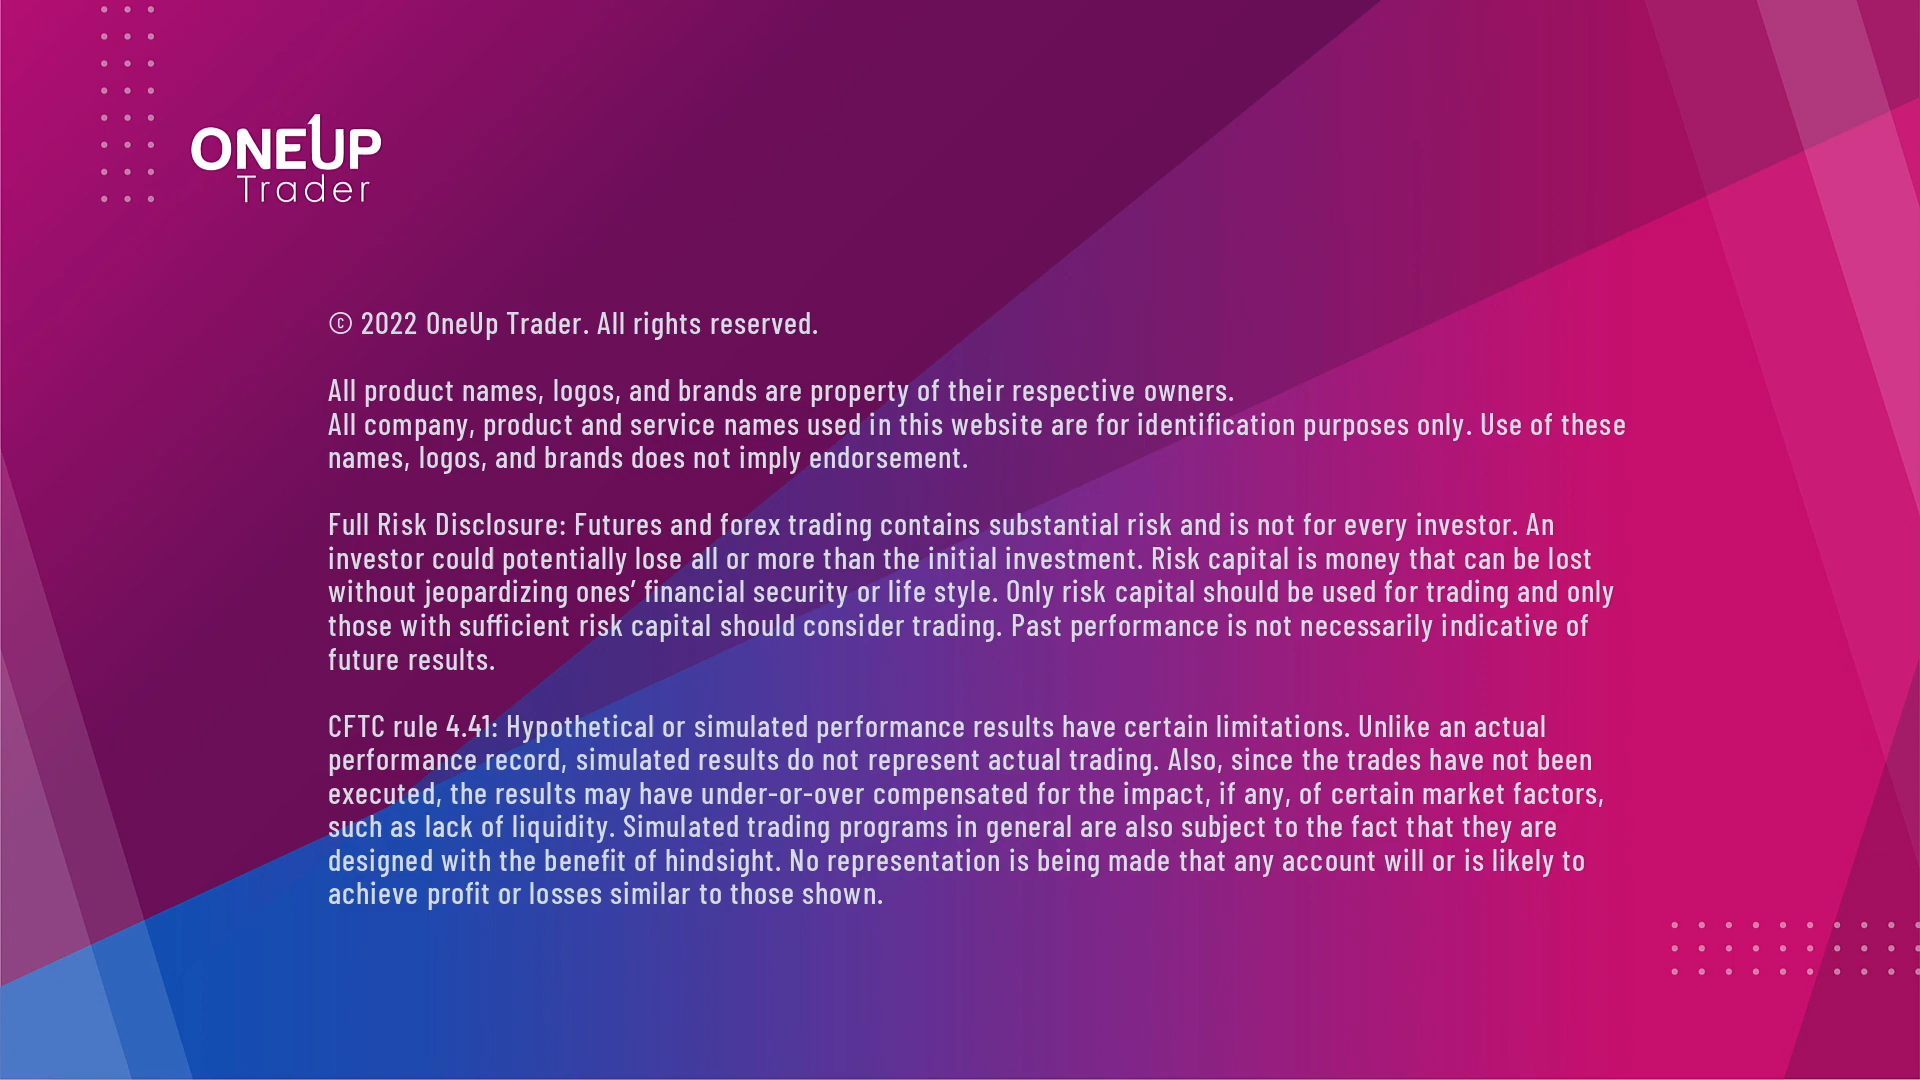 ONEUP
Trader
© 2022 OneUp Trader. All rights reserved.
All product names, logos, and brands are property of their respective owners.
All company, product and service names used in this website are for identification purposes only. Use of these
names, logos, and brands does not imply endorsement.
Full Risk Disclosure: Futures and forex trading contains substantial risk and is not for every investor. An
investor could potentially lose all or more than the initial investment. Risk capital is money that can be lost
without jeopardizing ones’ financial security or life style. Only risk capital should be used for trading and only
those with sufficient risk capital should consider trading. Past performance is not necessarily indicative of
future results.
CFTC rule 4.41: Hypothetical or simulated performance results have certain limitations. Unlike an actual
performance record, simulated results do not represent actual trading. Also, since the trades have not been
executed, the results may have under-or-over compensated for the impact, if any, of certain market factors,
such as lack of liquidity. Simulated trading programs in general are also subject to the fact that they are
designed with the benefit of hindsight. No representation is being made that any account will or is likely to
achieve profit or losses similar to those shown.